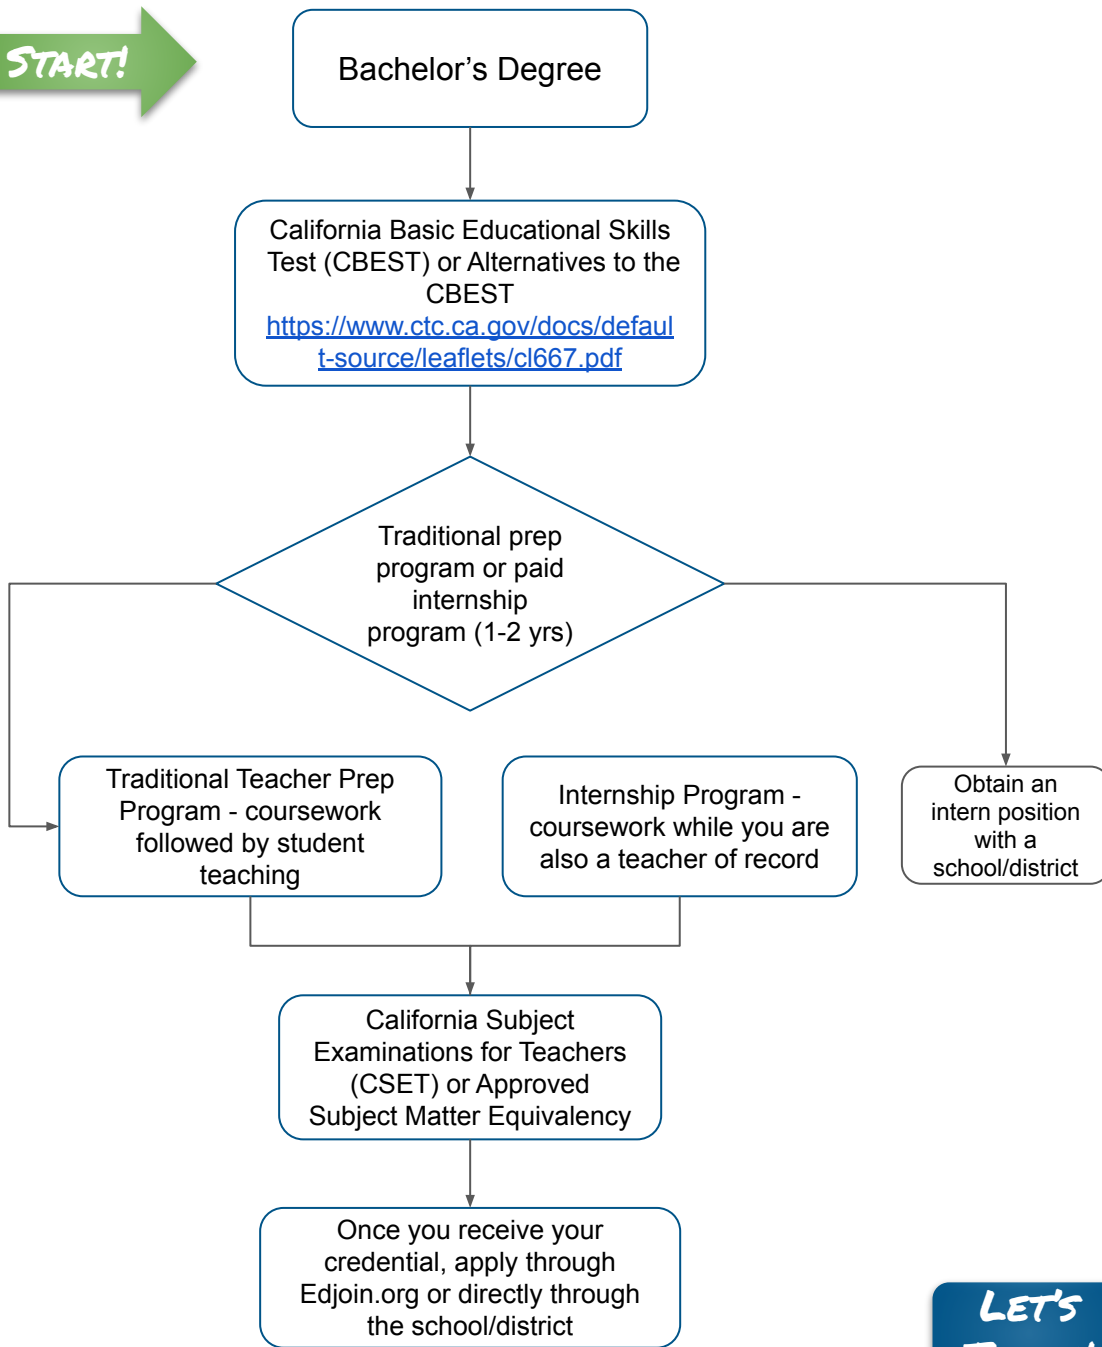 START!
Bachelor's Degree
California Basic Educational Skills
Test (CBEST) or Alternatives to the
CBEST
https://www.ctc.ca.gov/docs/defaul
t-source/leaflets/cl667.pdf
Traditional prep
program or paid
internship
program (1-2 yrs)
Traditional Teacher Prep
Program - coursework
followed by student
teaching
Internship Program -
coursework while you are
also a teacher of record
Obtain an
intern position
with a
school/district
California Subject
Examinations for Teachers
(CSET) or Approved
Subject Matter Equivalency
Once you receive your
credential, apply through
Edjoin.org or directly through
the school/district
LET'S